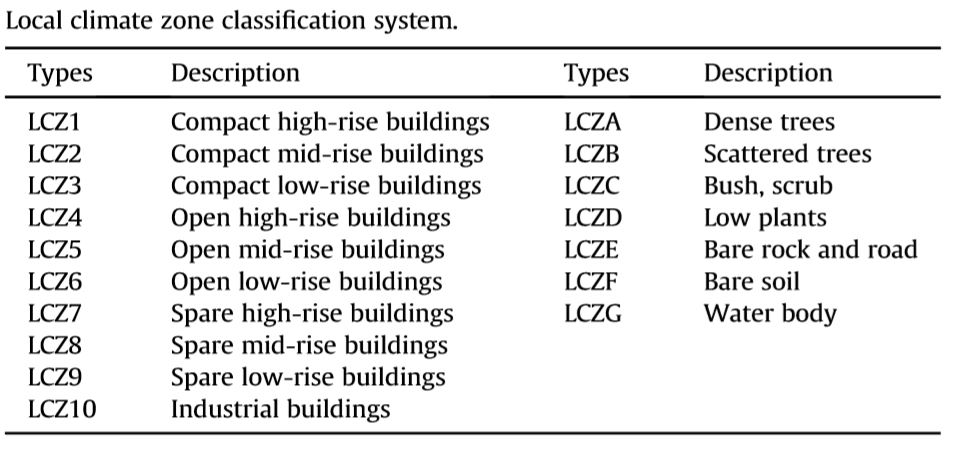 Local climate zone classification system.
Types Description Types Description
LCZ1 Compact high-rise buildings LCZA Dense trees
LCZ2 Compact mid-rise buildings LCZB Scattered trees
LCZ3 Compact low-rise buildings LCZC Bush, scrub
LCZ4 Open high-rise buildings LCZD Low plants
LCZ5 Open mid-rise buildings LCZE Bare rock and road
LCZ6 Open low-rise buildings LCZF Bare soil
LCZ7 Spare high-rise buildings LCZG Water body
LCZ8 Spare mid-rise buildings
LCZ9 Spare low-rise buildings
LCZ10 Industrial buildings